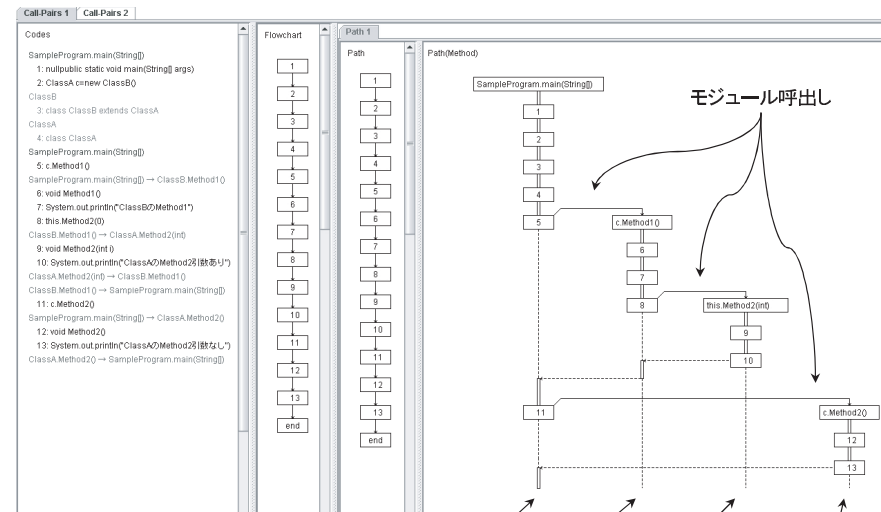 Call-Pairs 1
Call-Pairs 2
Codes
SampleProgram.main(String[])
1: nullpublic static void main(String[] args)
2: ClassA c=new ClassB()
ClassB
3: class ClassB extends ClassA
ClassA
4: class ClassA
SampleProgram.main(String[])
5: c.Method1()
SampleProgram.main(String[]) → ClassB.Method1()
6: void Method1()
7: System.out.println("ClassBのMethod1")
8: this.Method2(0)
ClassB.Method1() → ClassA.Method2(int)
9: void Method2(int i)
10: System.out.println("ClassAのMethod2引数あり")
ClassA.Method2(int) → ClassB.Method1()
ClassB.Method1() → SampleProgram.main(String[])
11: c.Method2()
SampleProgram.main(String[]) → ClassA.Method2()
12: void Method2()
13: System.out.println("ClassAのMethod2引数なし")
ClassA.Method2() → SampleProgram.main(String[])
Flowchart
1
2
3
4
5
6
7
8
9
10
11
12
13
end
Path 1
Path
1
2
3
4
5
6
7
8
9
10
11
12
13
end
Path(Method)
SampleProgram.main(String[])
モジュール呼出し
1
2
3
4
5
c.Method1()
6
7
8
this.Method2(int)
9
10
11
c.Method2()
12
13